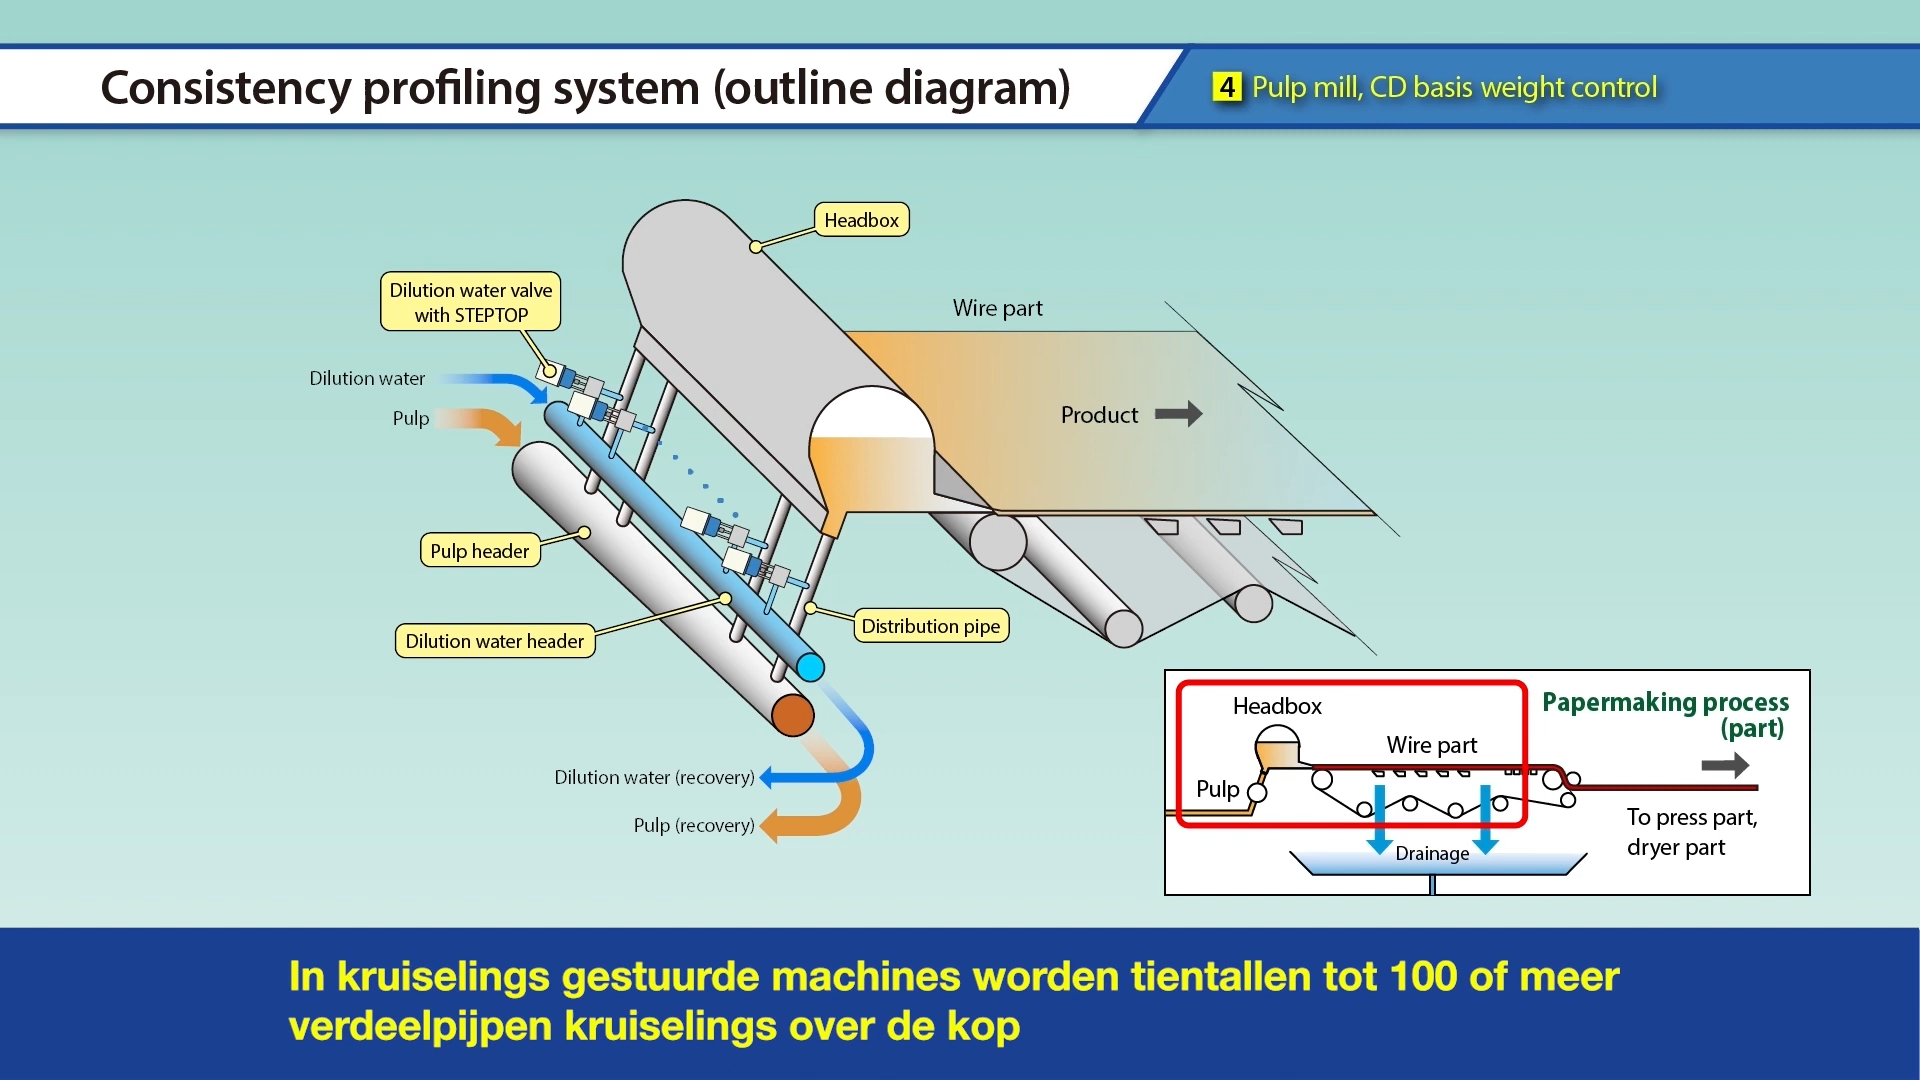 Consistency profiling system (outline diagram)
4 Pulp mill, CD basis weight control
Headbox
Dilution water valve
with STEPTOP
Wire part
Dilution water
Pulp
Product
Pulp header
Distribution pipe
Dilution water header
Dilution water (recovery)
Pulp (recovery)
Headbox
Papermaking process
(part)
Wire part
Pulp
To press part,
dryer part
Drainage
In kruiselings gestuurde machines worden tientallen tot 100 of meer
verdeelpijpen kruiselings over de kop